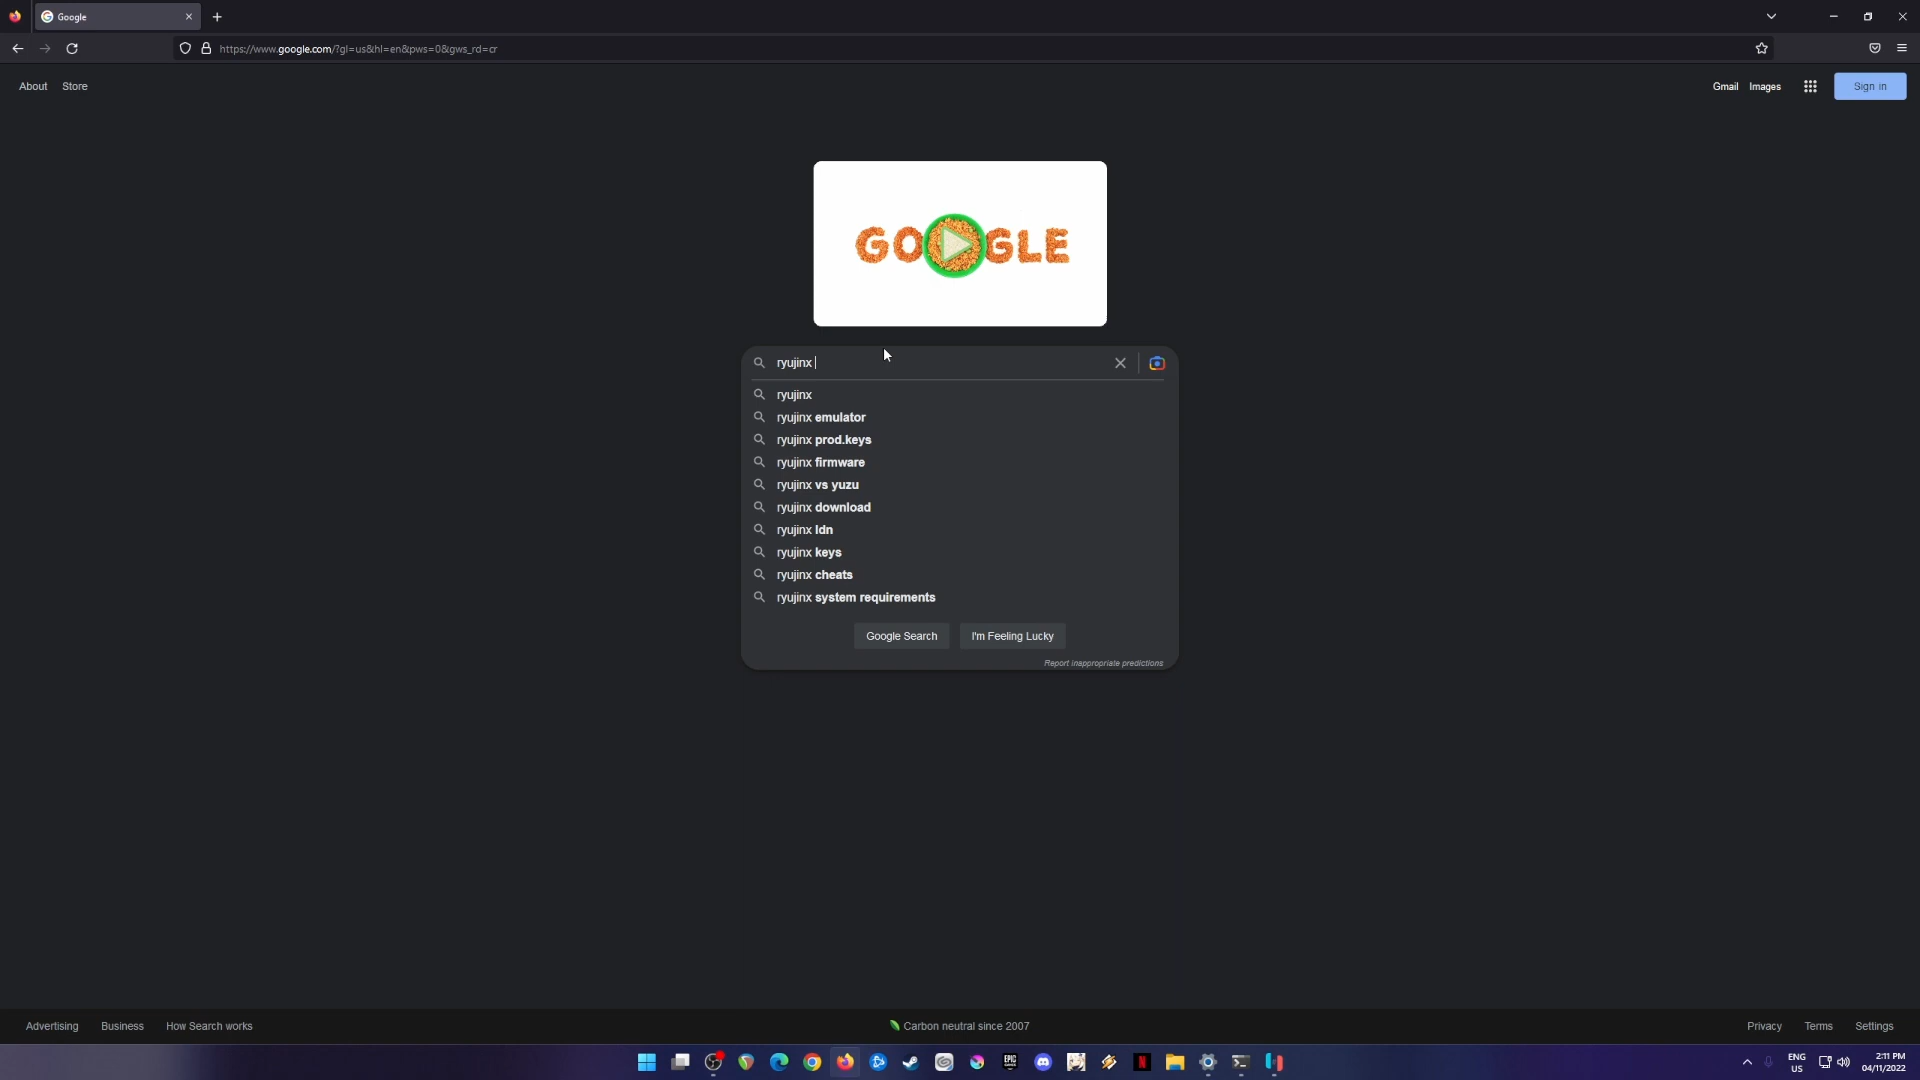 Google
https://www.google.com/?gl=us&hl=en&pws=0&gws_rd=cr
About Store
Gmail Images
Sign in
GOOGLE
ryujinx
ryujinx
ryujinx emulator
ryujinx prod.keys
ryujinx firmware
ryujinx vs yuzu
ryujinx download
ryujinx ldn
ryujinx keys
ryujinx cheats
ryujinx system requirements
Google Search I'm Feeling Lucky
Report inappropriate predictions
Advertising Business How Search works
Carbon neutral since 2007
Privacy Terms Settings
EPIC
N
ENG
US
2:11 PM
04/11/2022